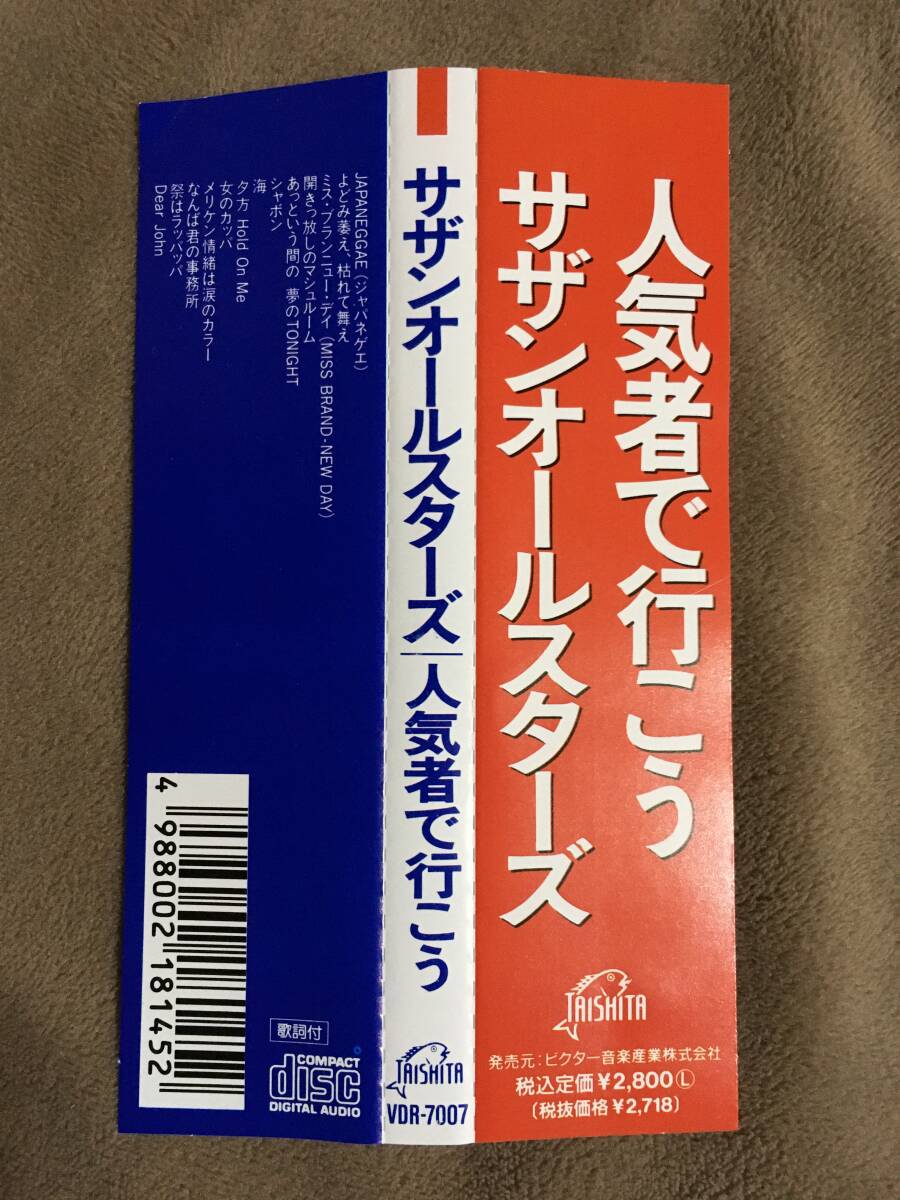 人気者で行こう
サザンオールスターズ
TAISHITA
発売元:ビクター音楽産業株式会社
税込定価¥2,800Ⓛ
(税抜価格¥2,718)
サザンオールスターズ|人気者で行こう
TAISHITA
VDR-7007
JAPANEGGAE(ジャパネゲエ)
よどみ萎え、枯れて舞え
ミス・ブランニュー・デイ(MISS BRAND-NEW DAY)
開きっ放しのマシュルーム
あっという間の 夢のTONIGHT
シャボン
海
夕方 Hold On Me
女のカッパ
メリケン情緒は涙のカラー
なんば君の事務所
祭はラッパッパ
Dear John
4 988002 181452
歌詞付
COMPACT
disc
DIGITAL AUDIO